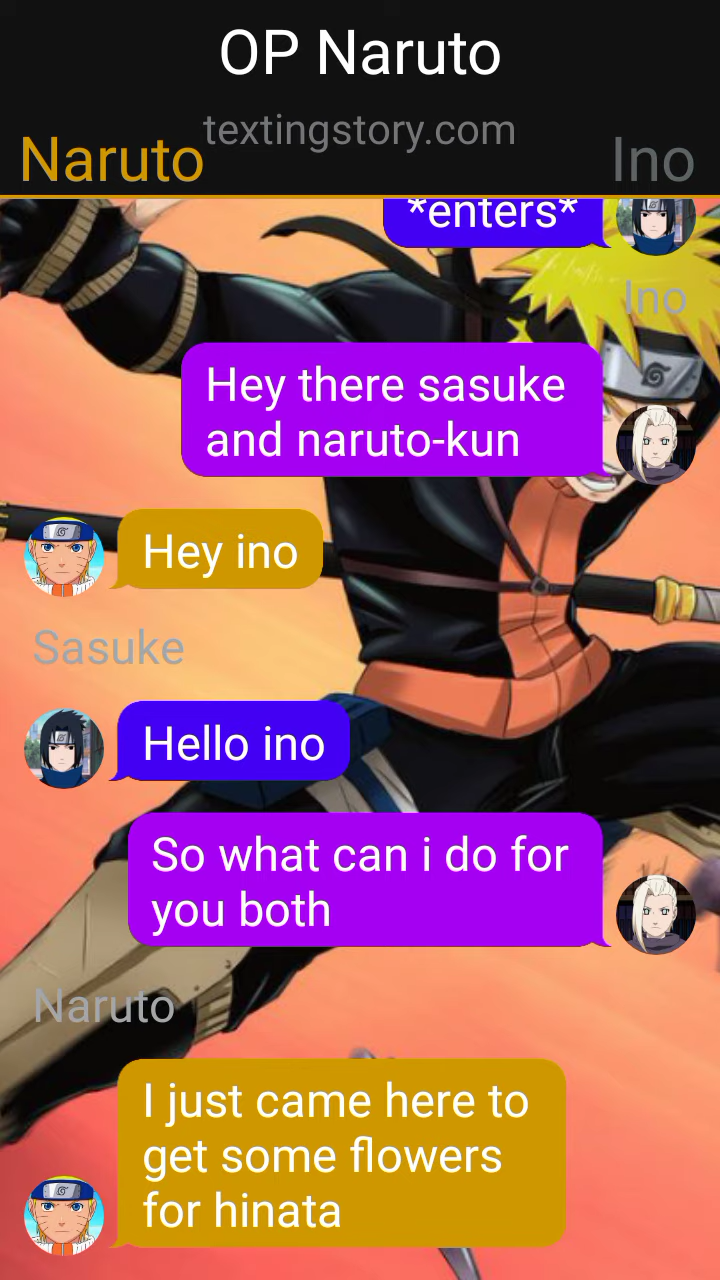 OP Naruto
textingstory.com
Naruto
Ino
*enters*
Ino
Hey there sasuke
and naruto-kun
Hey ino
Sasuke
Hello ino
So what can i do for
you both
Naruto
I just came here to
get some flowers
for hinata